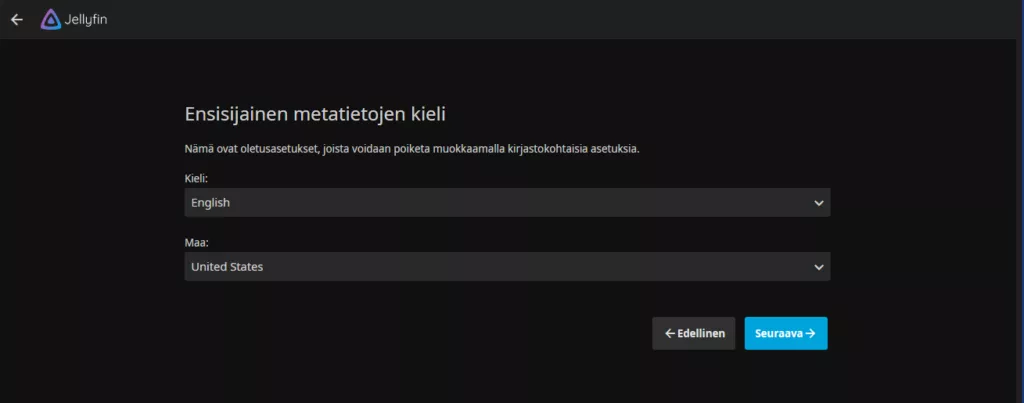 Jellyfin
Ensisijainen metatietojen kieli
Nämä ovat oletusasetukset, joista voidaan poiketa muokkaamalla kirjastokohtaisia asetuksia.
Kieli:
English
Maa:
United States
Edellinen
Seuraava